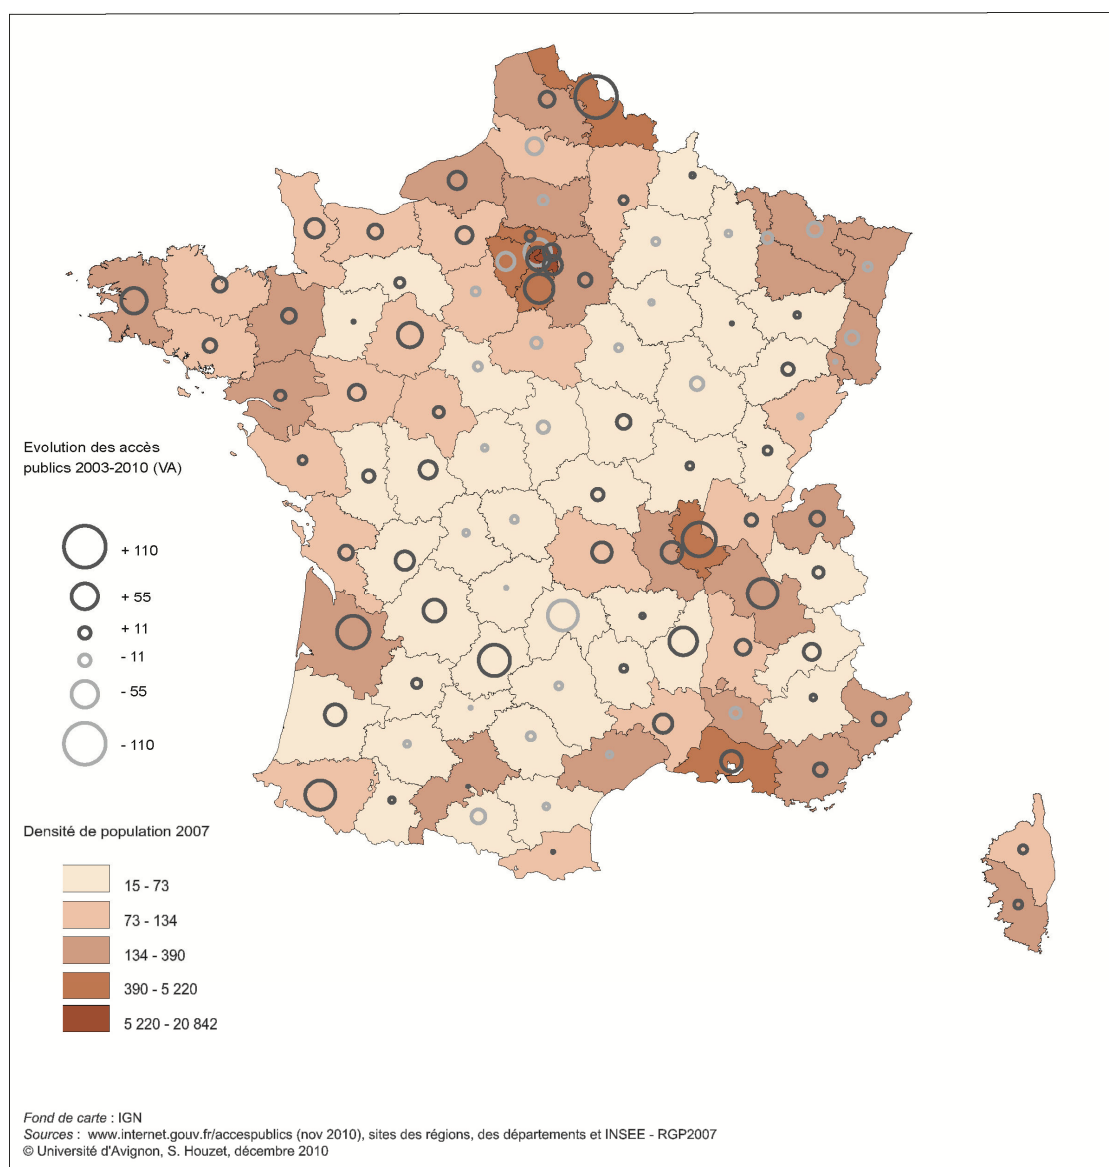 Evolution des accès
publics 2003-2010 (VA)
+ 110
+ 55
+ 11
- 11
- 55
- 110
Densité de population 2007
15 - 73
73 - 134
134 - 390
390 - 5 220
5 220 - 20 842
Fond de carte : IGN
Sources : www.internet.gouv.fr/accespublics (nov 2010), sites des régions, des départements et INSEE - RGP2007
© Université d'Avignon, S. Houzet, décembre 2010